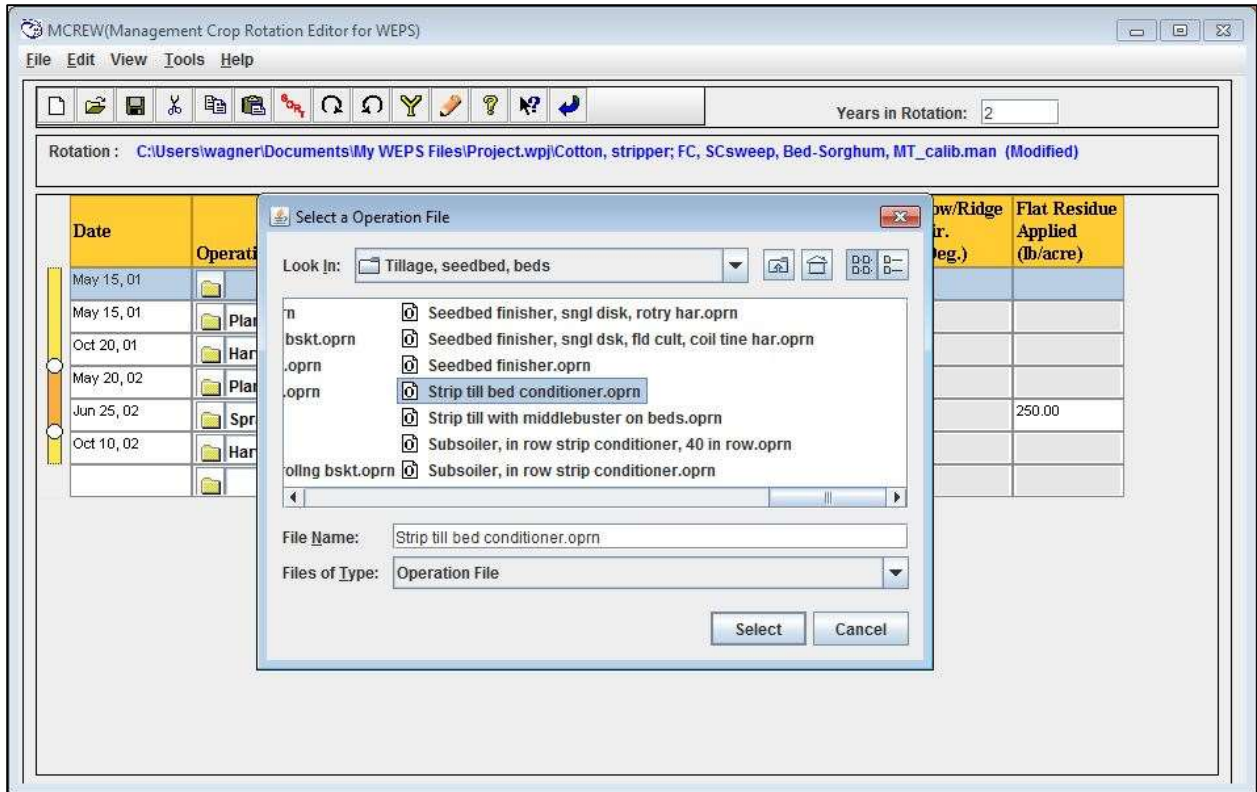 MCREW(Management Crop Rotation Editor for WEPS)
File Edit View Tools Help
Years in Rotation: 2
Rotation : C:\Users\wagner\Documents\My WEPS Files\Project.wpj\Cotton, stripper; FC, SCsweep, Bed-Sorghum, MT_calib.man (Modified)
Date
Operati
ow/Ridge
ir.
Deg.)
Flat Residue
Applied
(lb/acre)
May 15, 01
May 15, 01 Plan
Oct 20, 01 Har
May 20, 02 Plan
Jun 25, 02 Spr 250.00
Oct 10, 02 Har
Select a Operation File
Look In: Tillage, seedbed, beds
Seedbed finisher, sngl disk, rotry har.oprn
bskt.oprn Seedbed finisher, sngl dsk, fld cult, coil tine har.oprn
.oprn Seedbed finisher.oprn
.oprn Strip till bed conditioner.oprn
Strip till with middlebuster on beds.oprn
Subsoiler, in row strip conditioner, 40 in row.oprn
rolng bskt.oprn Subsoiler, in row strip conditioner.oprn
File Name: Strip till bed conditioner.oprn
Files of Type: Operation File
Select Cancel